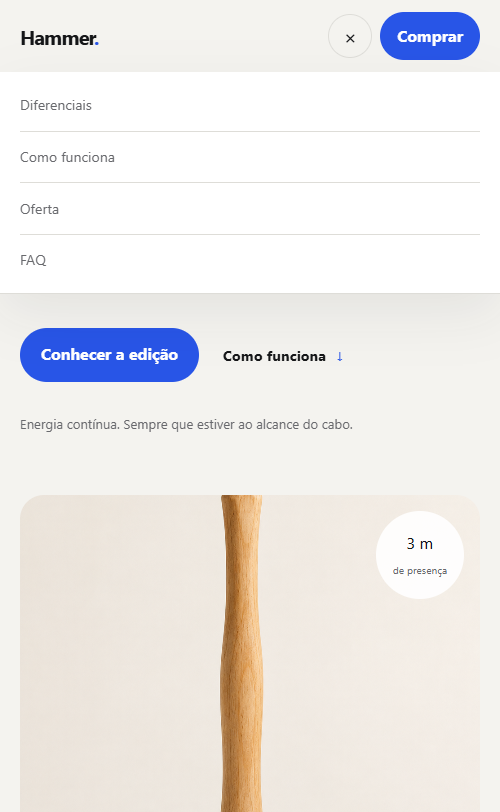 Hammer.
×
Comprar
Diferenciais
Como funciona
Oferta
FAQ
Conhecer a edição
Como funciona ↓
Energia contínua. Sempre que estiver ao alcance do cabo.
3 m
de presença